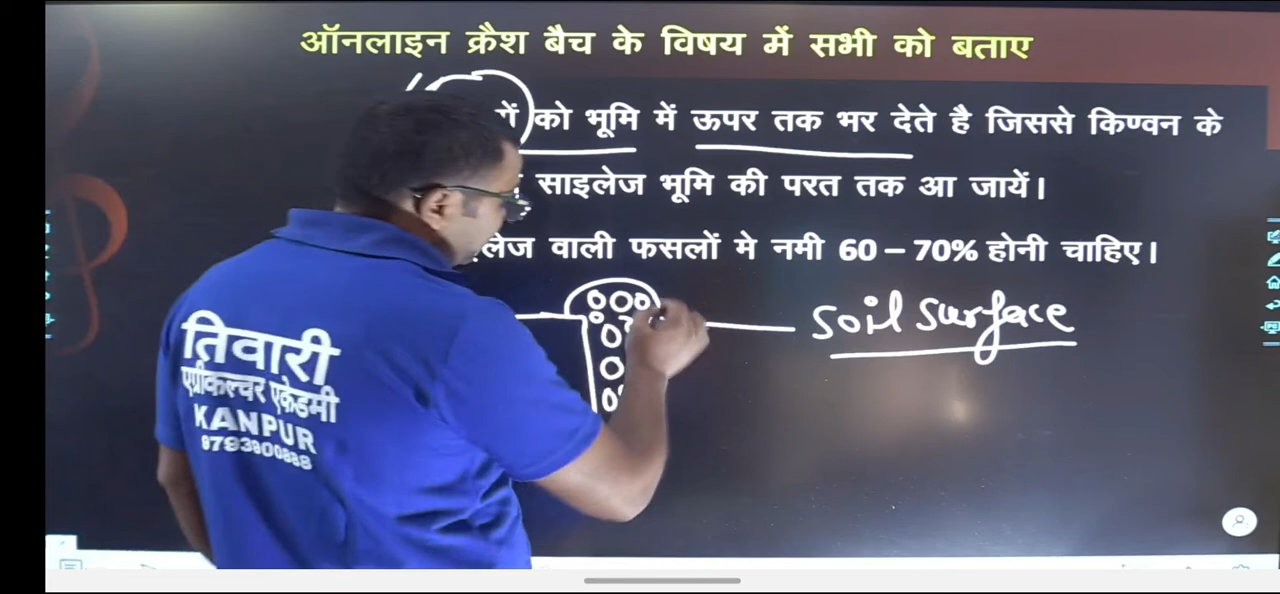 ऑनलाइन क्रैश बैच के विषय में सभी को बताए
को भूमि में ऊपर तक भर देते है जिससे किण्वन के
साइलेज भूमि की परत तक आ जायें।
वाली फसलों मे नमी 60 – 70% होनी चाहिए।
soil surface
तिवारी
एग्रीकल्चर एकेडमी
KANPUR